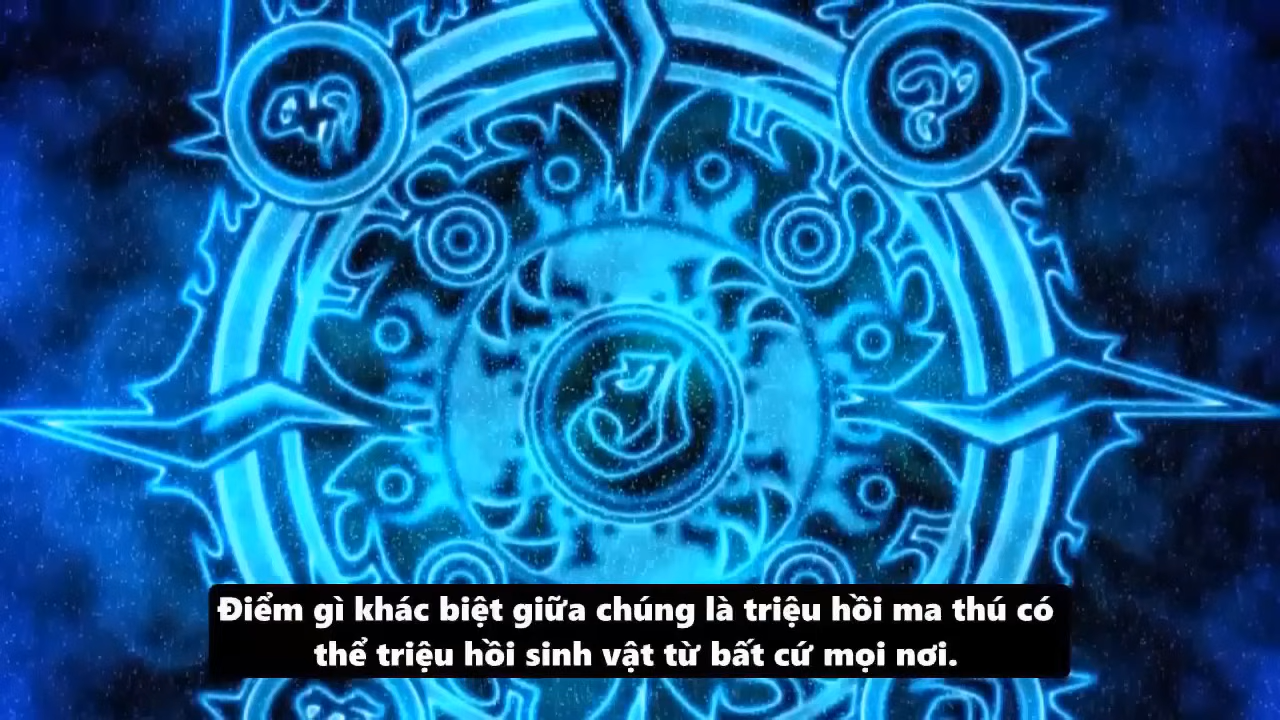 Điểm gì khác biệt giữa chúng là triệu hồi ma thú có
thể triệu hồi sinh vật từ bất cứ mọi nơi.